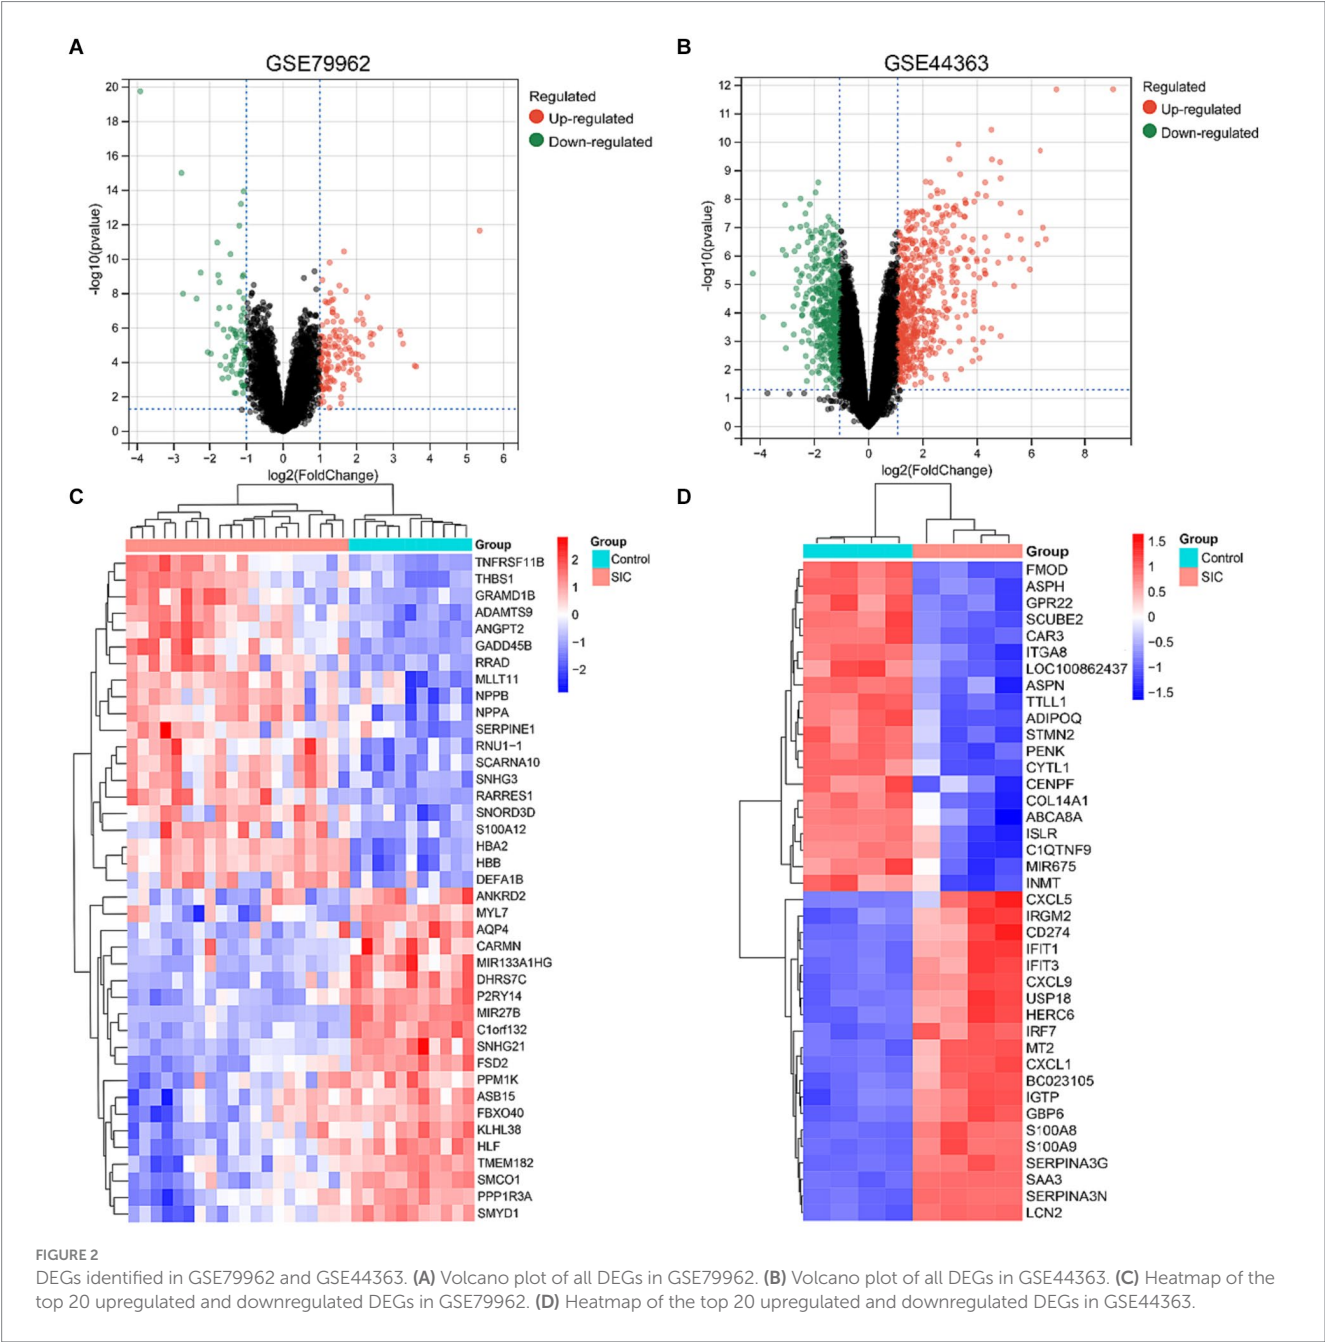 A
GSE79962
20
18
16
14
12
10
8
6
4
2
0
-log10(pvalue)
−4 −3 −2 −1 0 1 2 3 4 5 6
log2(FoldChange)
Regulated
Up-regulated
Down-regulated
B
GSE44363
12
11
10
9
8
7
6
5
4
3
2
1
0
-log10(pvalue)
−4 −2 0 2 4 6 8
log2(FoldChange)
Regulated
Up-regulated
Down-regulated
C
Group
TNFRSF11B
THBS1
GRAMD1B
ADAMTS9
ANGPT2
GADD45B
RRAD
MLLT11
NPPB
NPPA
SERPINE1
RNU1−1
SCARNA10
SNHG3
RARRES1
SNORD3D
S100A12
HBA2
HBB
DEFA1B
ANKRD2
MYL7
AQP4
CARMN
MIR133A1HG
DHRS7C
P2RY14
MIR27B
C1orf132
SNHG21
FSD2
PPM1K
ASB15
FBXO40
KLHL38
HLF
TMEM182
SMCO1
PPP1R3A
SMYD1
2
1
0
−1
−2
Group
Control
SIC
D
Group
FMOD
ASPH
GPR22
SCUBE2
CAR3
ITGA8
LOC100862437
ASPN
TTLL1
ADIPOQ
STMN2
PENK
CYTL1
CENPF
COL14A1
ABCA8A
ISLR
C1QTNF9
MIR675
INMT
CXCL5
IRGM2
CD274
IFIT1
IFIT3
CXCL9
USP18
HERC6
IRF7
MT2
CXCL1
BC023105
IGTP
GBP6
S100A8
S100A9
SERPINA3G
SAA3
SERPINA3N
LCN2
1.5
1
0.5
0
−0.5
−1
−1.5
Group
Control
SIC
FIGURE 2
DEGs identified in GSE79962 and GSE44363. (A) Volcano plot of all DEGs in GSE79962. (B) Volcano plot of all DEGs in GSE44363. (C) Heatmap of the
top 20 upregulated and downregulated DEGs in GSE79962. (D) Heatmap of the top 20 upregulated and downregulated DEGs in GSE44363.